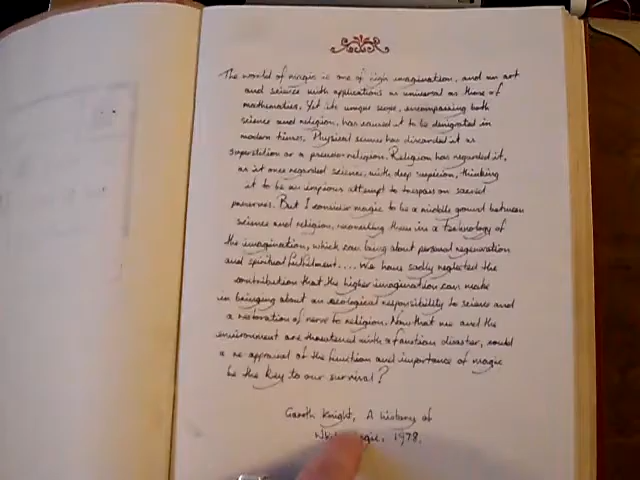 The world of magic is one of high imagination, and an art
and science with applications as universal as those of
mathematics. Yet its unique scope, encompassing both
science and religion, has caused it to be denigrated in
modern times. Physical science has discarded it as
superstition or a pseudo-religion. Religion has regarded it,
as it once regarded science, with deep suspicion, thinking
it to be an impious attempt to trespass on sacred
preserves. But I consider magic to be a middle ground between
science and religion, reconciling them in a technology of
the imagination, which can bring about personal regeneration
and spiritual fulfilment.... We have sadly neglected the
contribution that the higher imagination can make
in bringing about an ecological responsibility to science and
a restoration of nerve to religion. Now that we and the
environment are threatened with a faustian disaster, could
a re appraisal of the function and importance of magic
be the key to our survival?
Gareth Knight, A history of
1978.